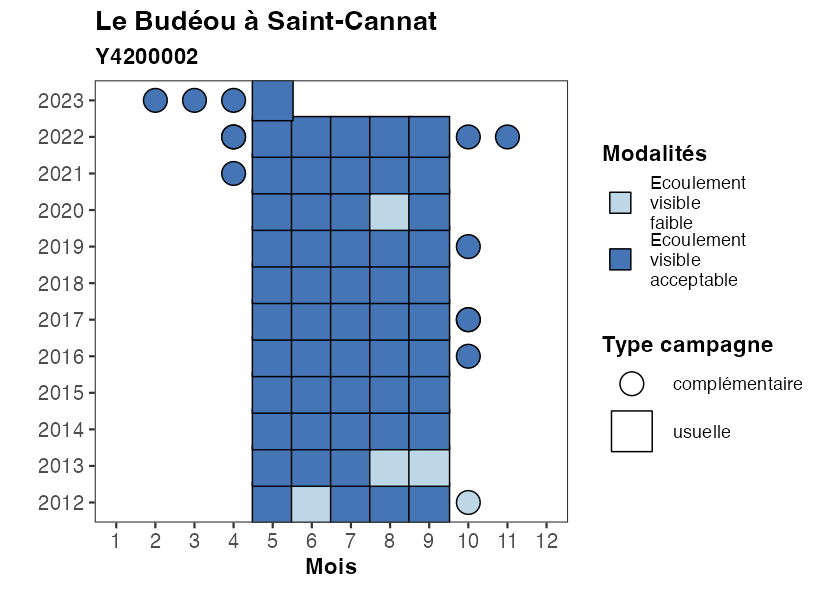 Le Budéou à Saint-Cannat
Y4200002
2023
2022
2021
2020
2019
2018
2017
2016
2015
2014
2013
2012
1 2 3 4 5 6 7 8 9 10 11 12
Mois
Modalités
Ecoulement
visible
faible
Ecoulement
visible
acceptable
Type campagne
complémentaire
usuelle